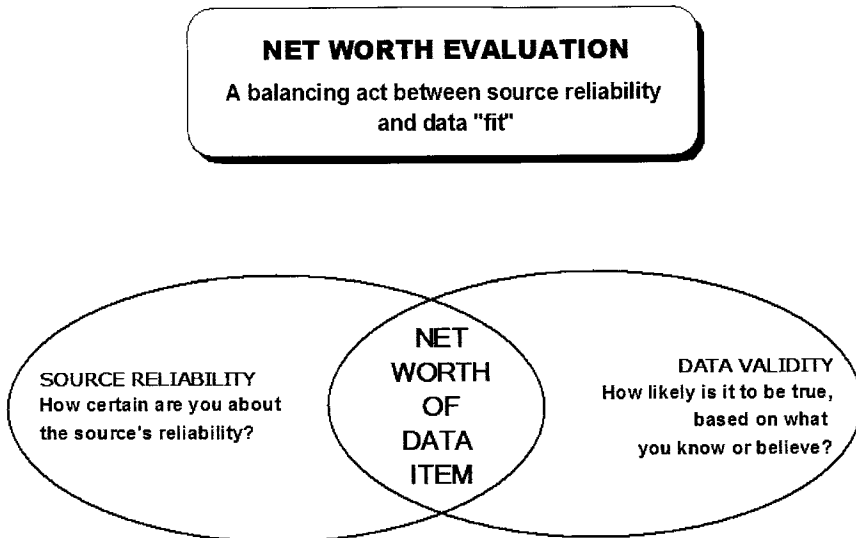 NET WORTH EVALUATION
A balancing act between source reliability
and data "fit"
SOURCE RELIABILITY
How certain are you about
the source's reliability?
NET
WORTH
OF
DATA
ITEM
DATA VALIDITY
How likely is it to be true,
based on what
you know or believe?